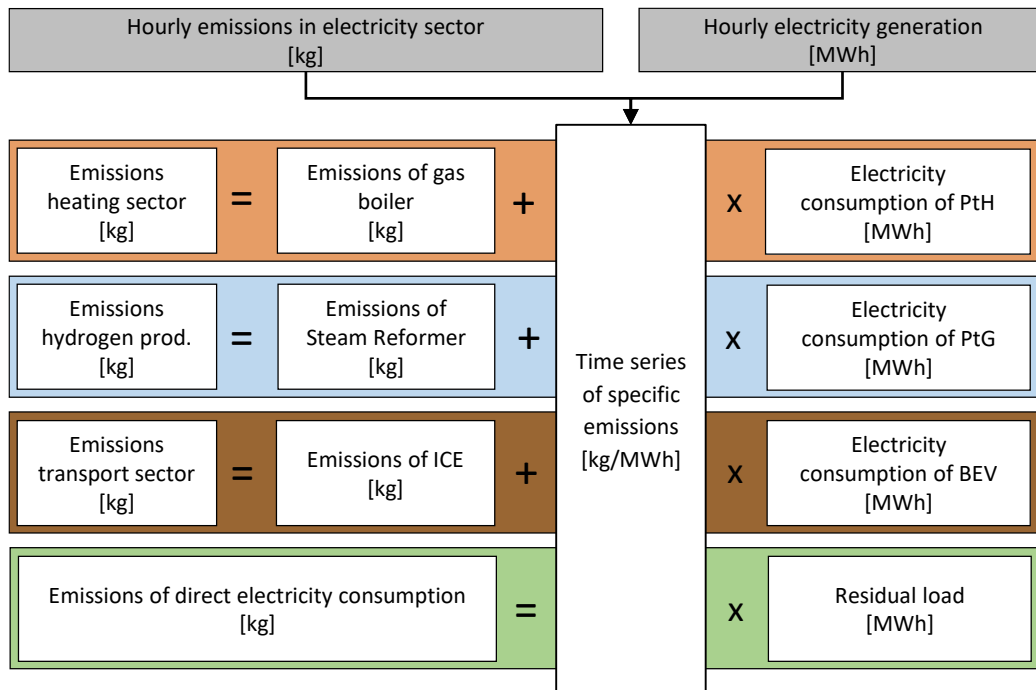 Hourly emissions in electricity sector
[kg]
Hourly electricity generation
[MWh]
Emissions
heating sector
[kg]
=
Emissions of gas
boiler
[kg]
+
x
Electricity
consumption of PtH
[MWh]
Emissions
hydrogen prod.
[kg]
=
Emissions of
Steam Reformer
[kg]
+
x
Electricity
consumption of PtG
[MWh]
Time series
of specific
emissions
[kg/MWh]
Emissions
transport sector
[kg]
=
Emissions of ICE
[kg]
+
x
Electricity
consumption of BEV
[MWh]
Emissions of direct electricity consumption
[kg]
=
x
Residual load
[MWh]